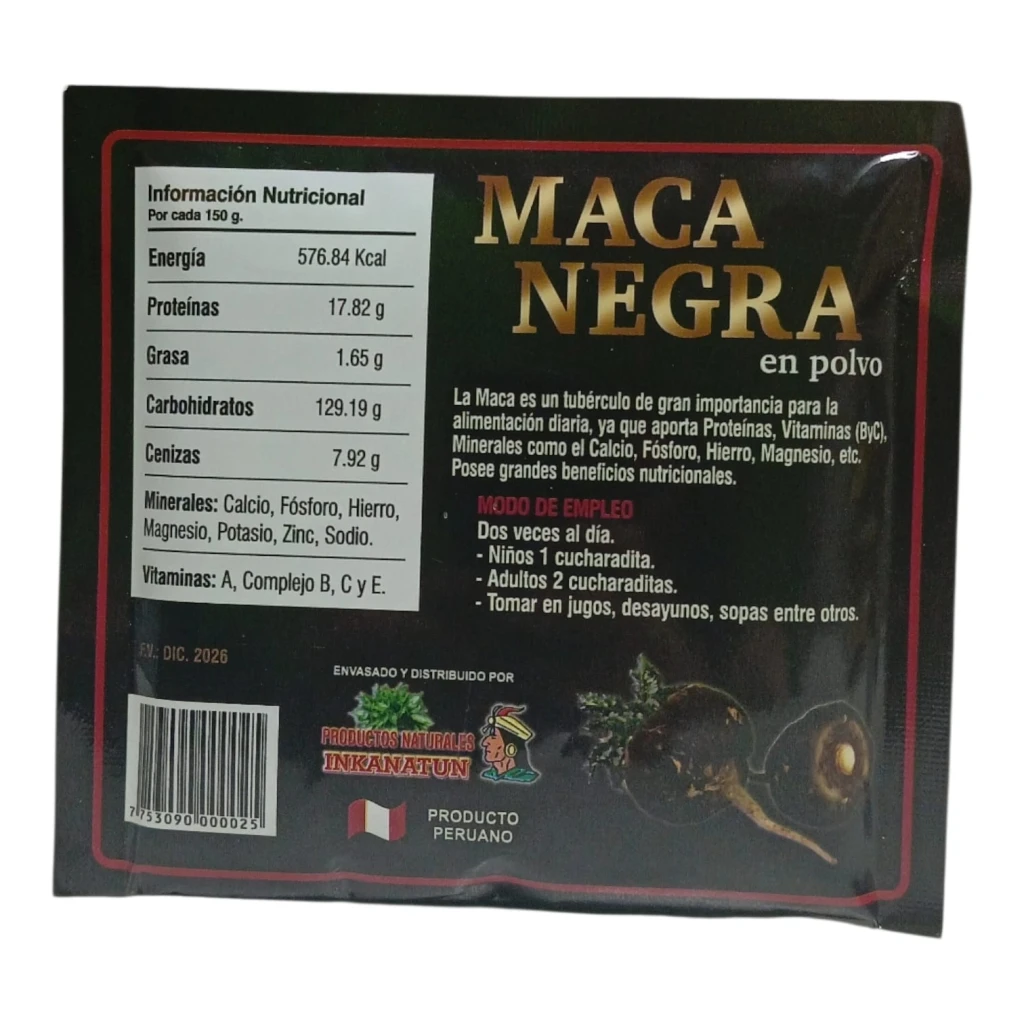 Información Nutricional
Por cada 150 g.
Energía 576.84 Kcal
Proteínas 17.82 g
Grasa 1.65 g
Carbohidratos 129.19 g
Cenizas 7.92 g
Minerales: Calcio, Fósforo, Hierro,
Magnesio, Potasio, Zinc, Sodio.
Vitaminas: A, Complejo B, C y E.
MACA
NEGRA
en polvo
La Maca es un tubérculo de gran importancia para la
alimentación diaria, ya que aporta Proteínas, Vitaminas (ByC),
Minerales como el Calcio, Fósforo, Hierro, Magnesio, etc.
Posee grandes beneficios nutricionales.
MODO DE EMPLEO
Dos veces al día.
- Niños 1 cucharadita.
- Adultos 2 cucharaditas.
- Tomar en jugos, desayunos, sopas entre otros.
F.V.: DIC. 2026
ENVASADO Y DISTRIBUIDO POR
PRODUCTOS NATURALES
INKANATUN
PRODUCTO
PERUANO
7 753090 000025